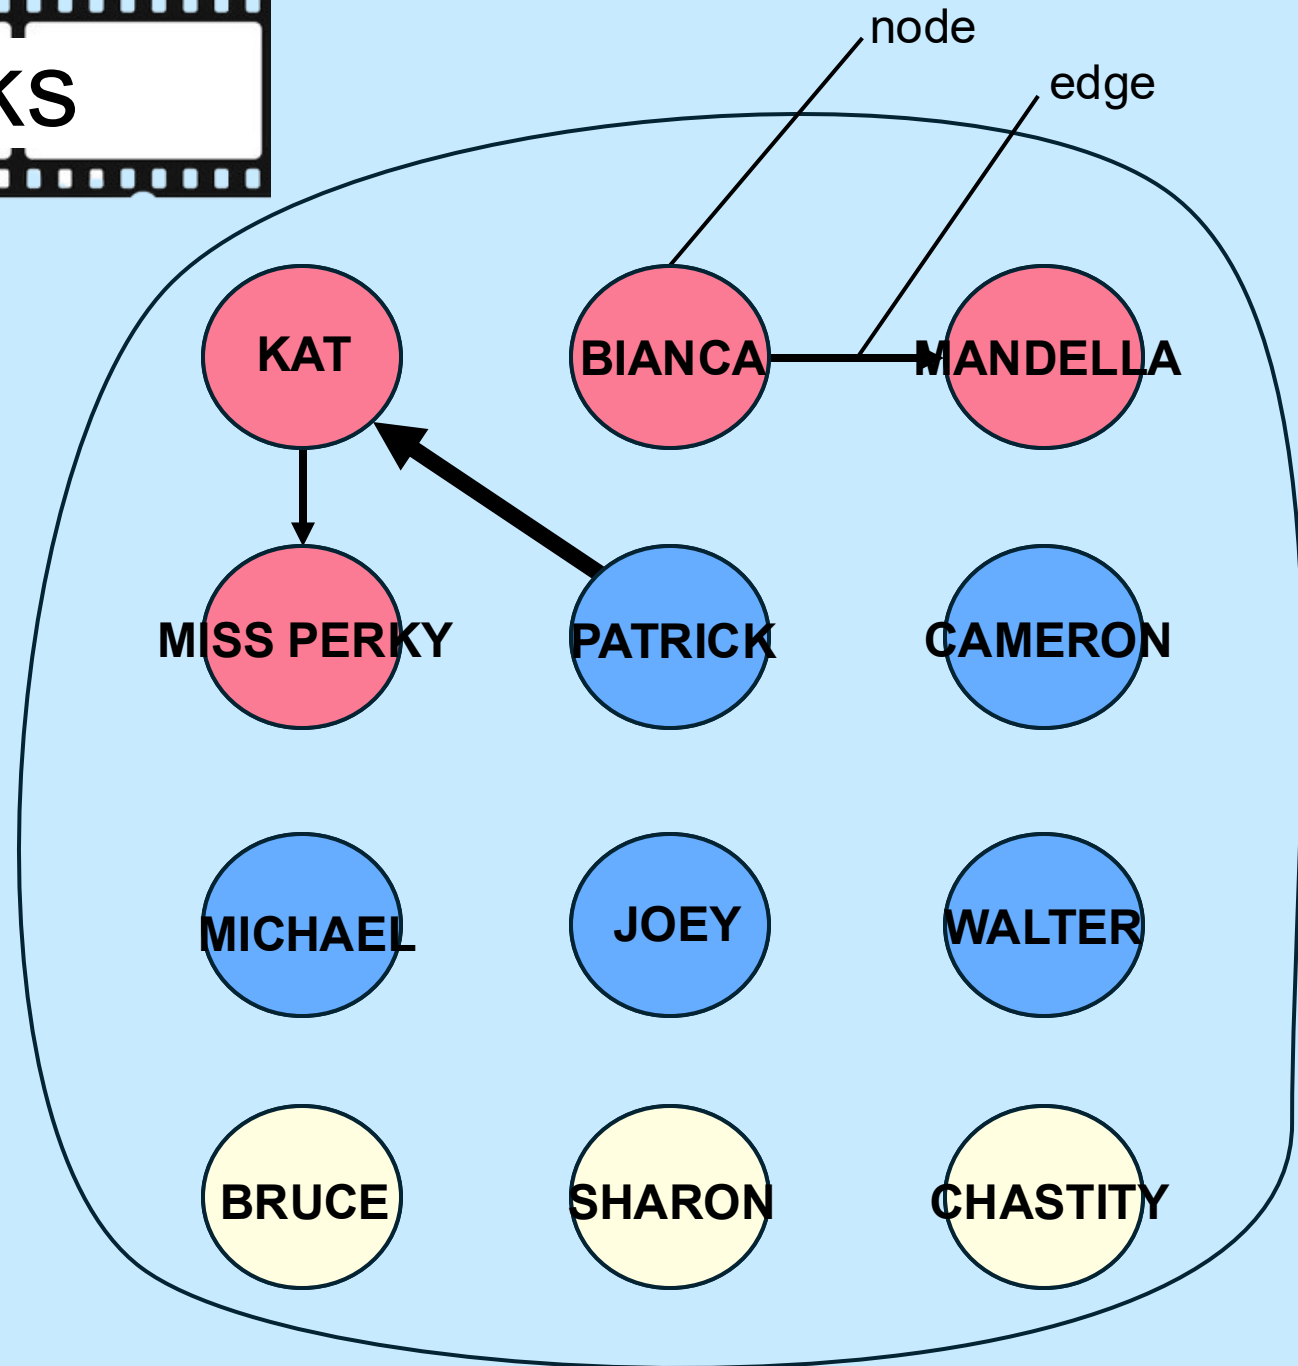 KS
node
edge
KAT
BIANCA
MANDELLA
MISS PERKY
PATRICK
CAMERON
MICHAEL
JOEY
WALTER
BRUCE
SHARON
CHASTITY